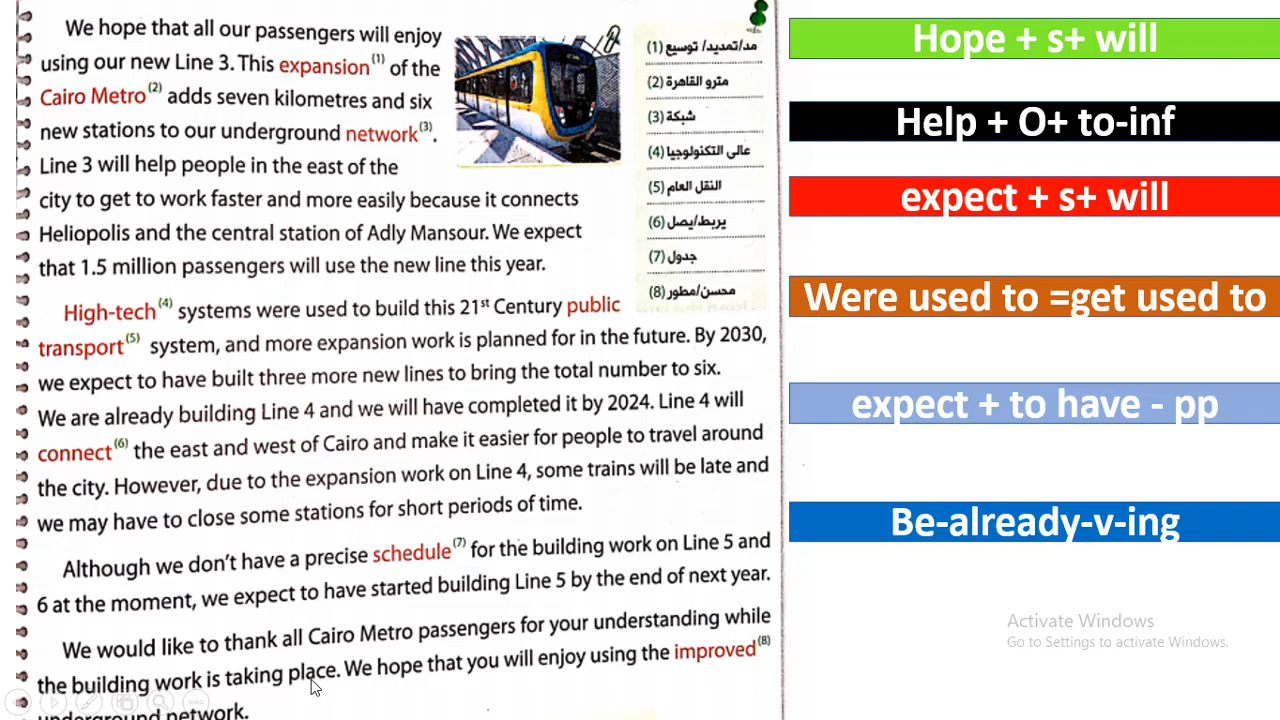 We hope that all our passengers will enjoy
using our new Line 3. This expansion(1) of the
Cairo Metro(2) adds seven kilometres and six
new stations to our underground network(3).
Line 3 will help people in the east of the
city to get to work faster and more easily because it connects
Heliopolis and the central station of Adly Mansour. We expect
that 1.5 million passengers will use the new line this year.
High-tech(4) systems were used to build this 21st Century public
transport(5) system, and more expansion work is planned for in the future. By 2030,
we expect to have built three more new lines to bring the total number to six.
We are already building Line 4 and we will have completed it by 2024. Line 4 will
connect(6) the east and west of Cairo and make it easier for people to travel around
the city. However, due to the expansion work on Line 4, some trains will be late and
we may have to close some stations for short periods of time.
Although we don't have a precise schedule(7) for the building work on Line 5 and
6 at the moment, we expect to have started building Line 5 by the end of next year.
We would like to thank all Cairo Metro passengers for your understanding while
the building work is taking place. We hope that you will enjoy using the improved(8)
underground network.
(1) مد/تمديد/ توسيع
(2) مترو القاهرة
(3) شبكة
(4) عالى التكنولوجيا
(5) النقل العام
(6) يربط/يصل
(7) جدول
(8) محسن/مطور
Hope + s+ will
Help + O+ to-inf
expect + s+ will
Were used to =get used to
expect + to have - pp
Be-already-v-ing
Activate Windows
Go to Settings to activate Windows.